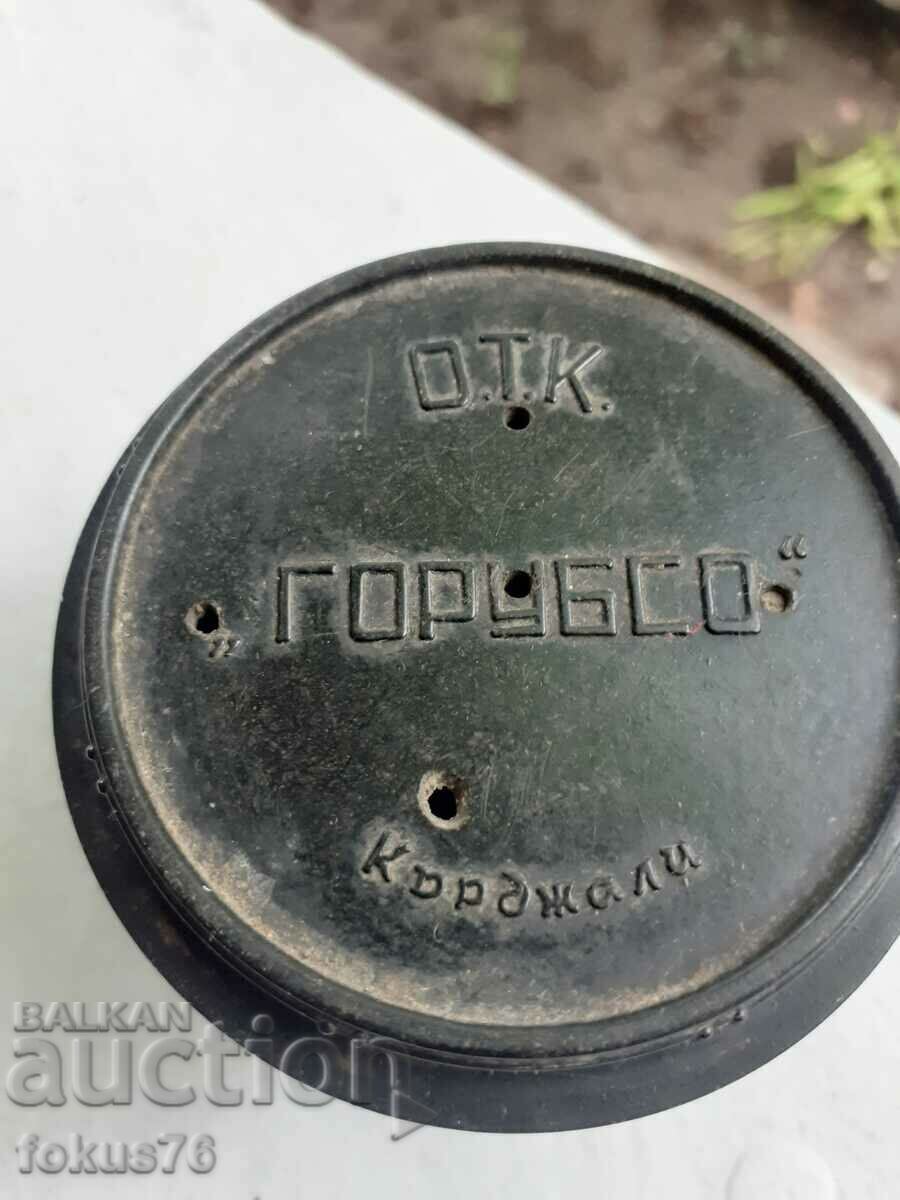 О.Т.К.
„ГОРУБСО“
Кърджали
BALKAN
auction
fokus76